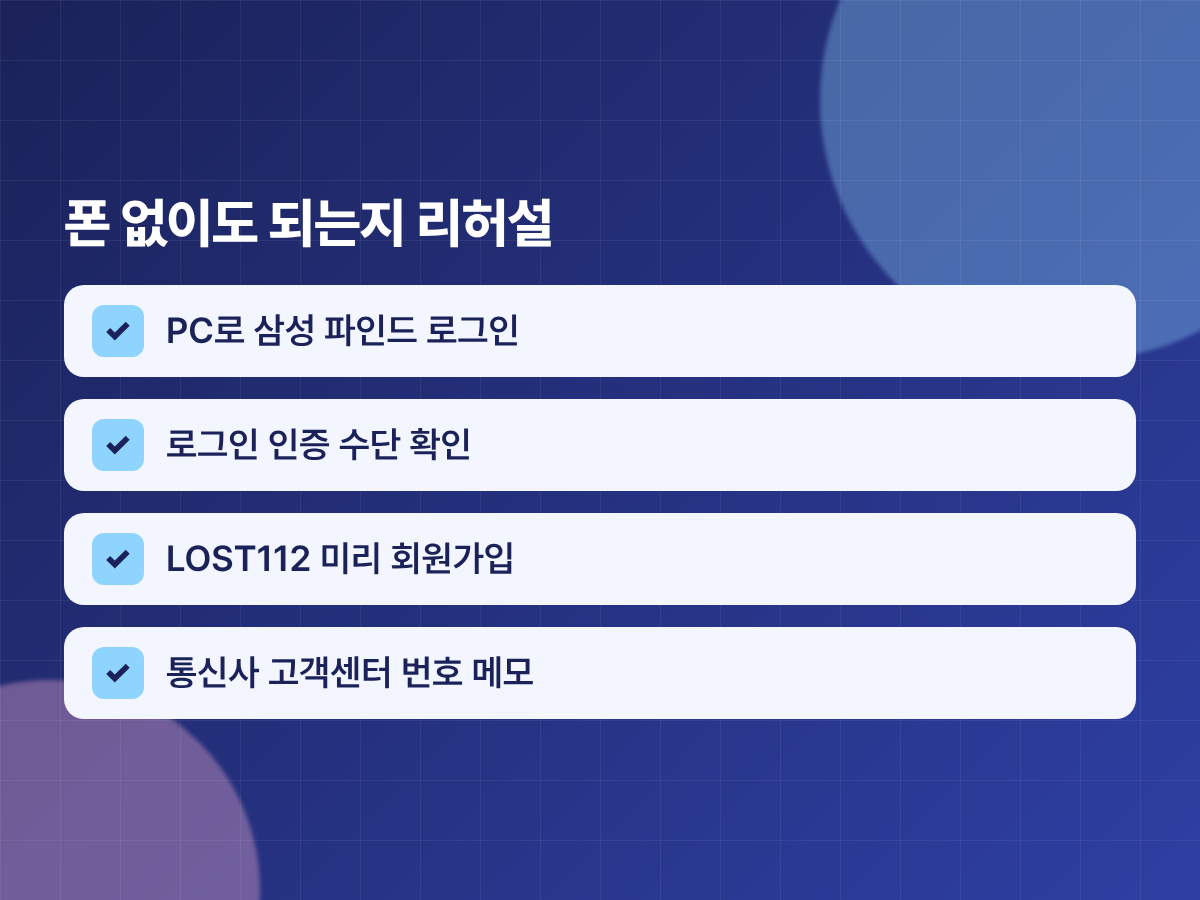 폰 없이도 되는지 리허설
PC로 삼성 파인드 로그인
로그인 인증 수단 확인
LOST112 미리 회원가입
통신사 고객센터 번호 메모